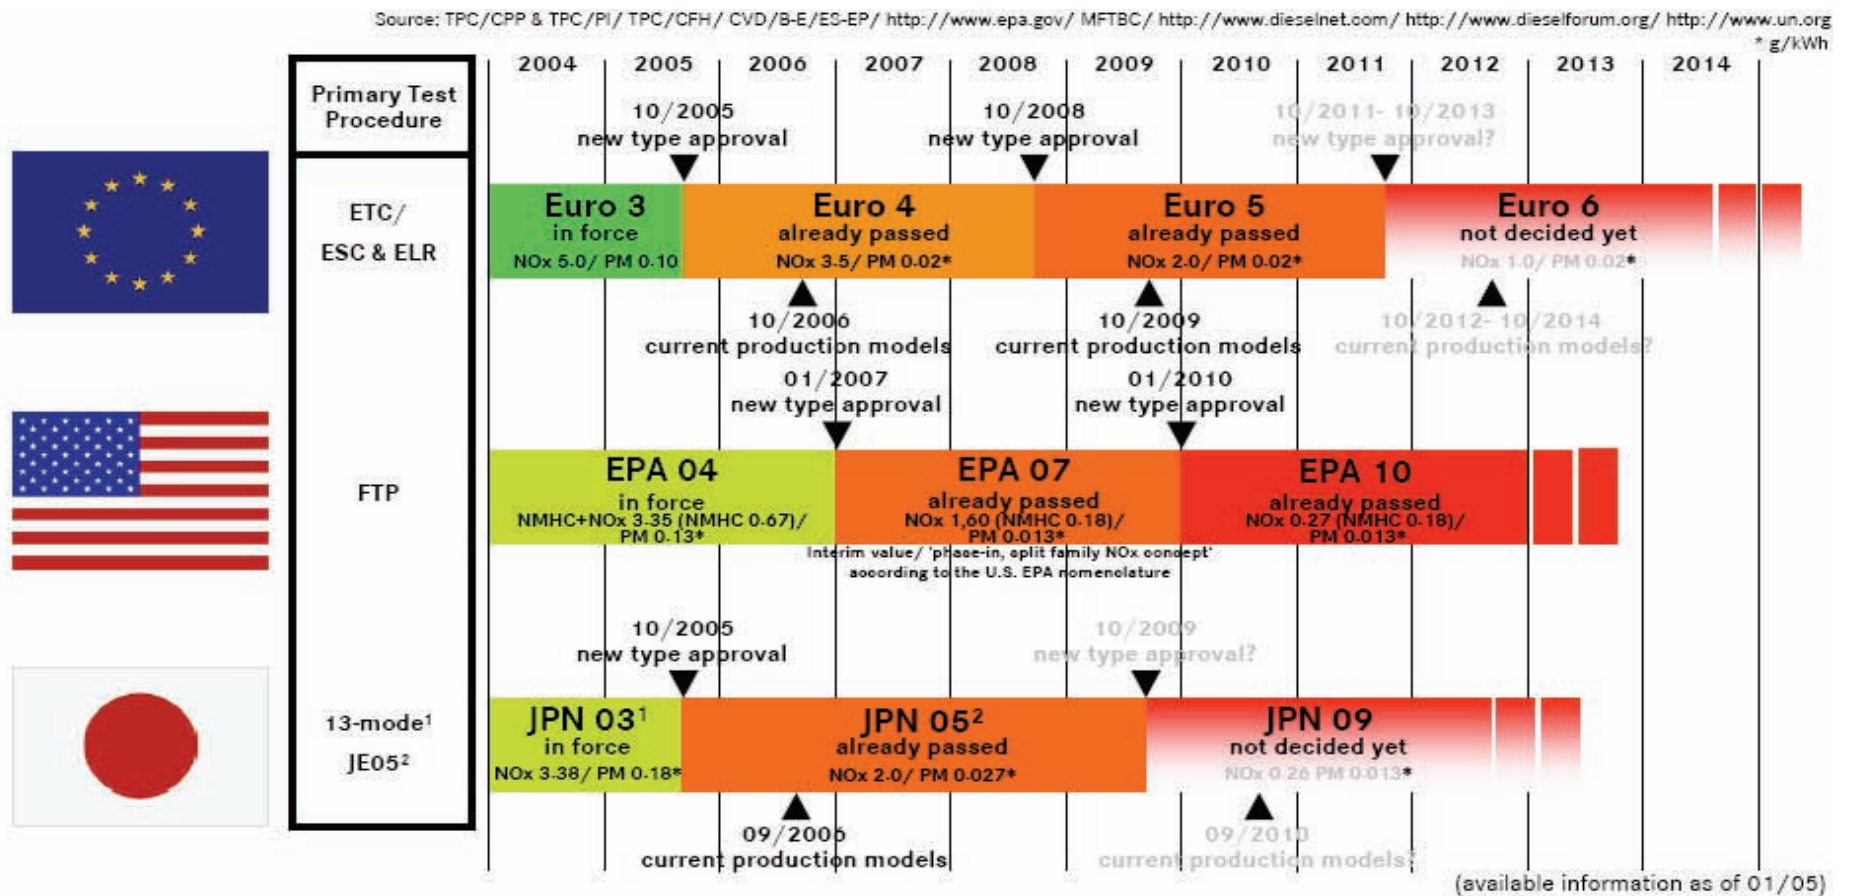 Source: TPC/CPP & TPC/PI/ TPC/CFH/ CVD/B-E/ES-EP/ http://www.epa.gov/ MFTBC/ http://www.dieselnet.com/ http://www.dieselforum.org/ http://www.un.org
* g/kWh
2004 2005 2006 2007 2008 2009 2010 2011 2012 2013 2014
Primary Test
Procedure
10/2005
new type approval
10/2008
new type approval
10/2011- 10/2013
new type approval?
ETC/
ESC & ELR
Euro 3
in force
NOx 5.0/ PM 0.10
Euro 4
already passed
NOx 3.5/ PM 0.02*
Euro 5
already passed
NOx 2.0/ PM 0.02*
Euro 6
not decided yet
NOx 1.0/ PM 0.02*
10/2006
current production models
10/2009
current production models
10/2012- 10/2014
current production models?
01/2007
new type approval
01/2010
new type approval
FTP
EPA 04
in force
NMHC+NOx 3.35 (NMHC 0.67)/
PM 0.13*
EPA 07
already passed
NOx 1,60 (NMHC 0.18)/
PM 0.013*
EPA 10
already passed
NOx 0.27 (NMHC 0.18)/
PM 0.013*
Interim value/ 'phase-in, split family NOx concept'
according to the U.S. EPA nomenclature
10/2005
new type approval
10/2009
new type approval?
13-mode¹
JE05²
JPN 03¹
in force
NOx 3.38/ PM 0.18*
JPN 05²
already passed
NOx 2.0/ PM 0.027*
JPN 09
not decided yet
NOx 0.26 PM 0.013*
09/2006
current production models
09/2010
current production models?
(available information as of 01/05)